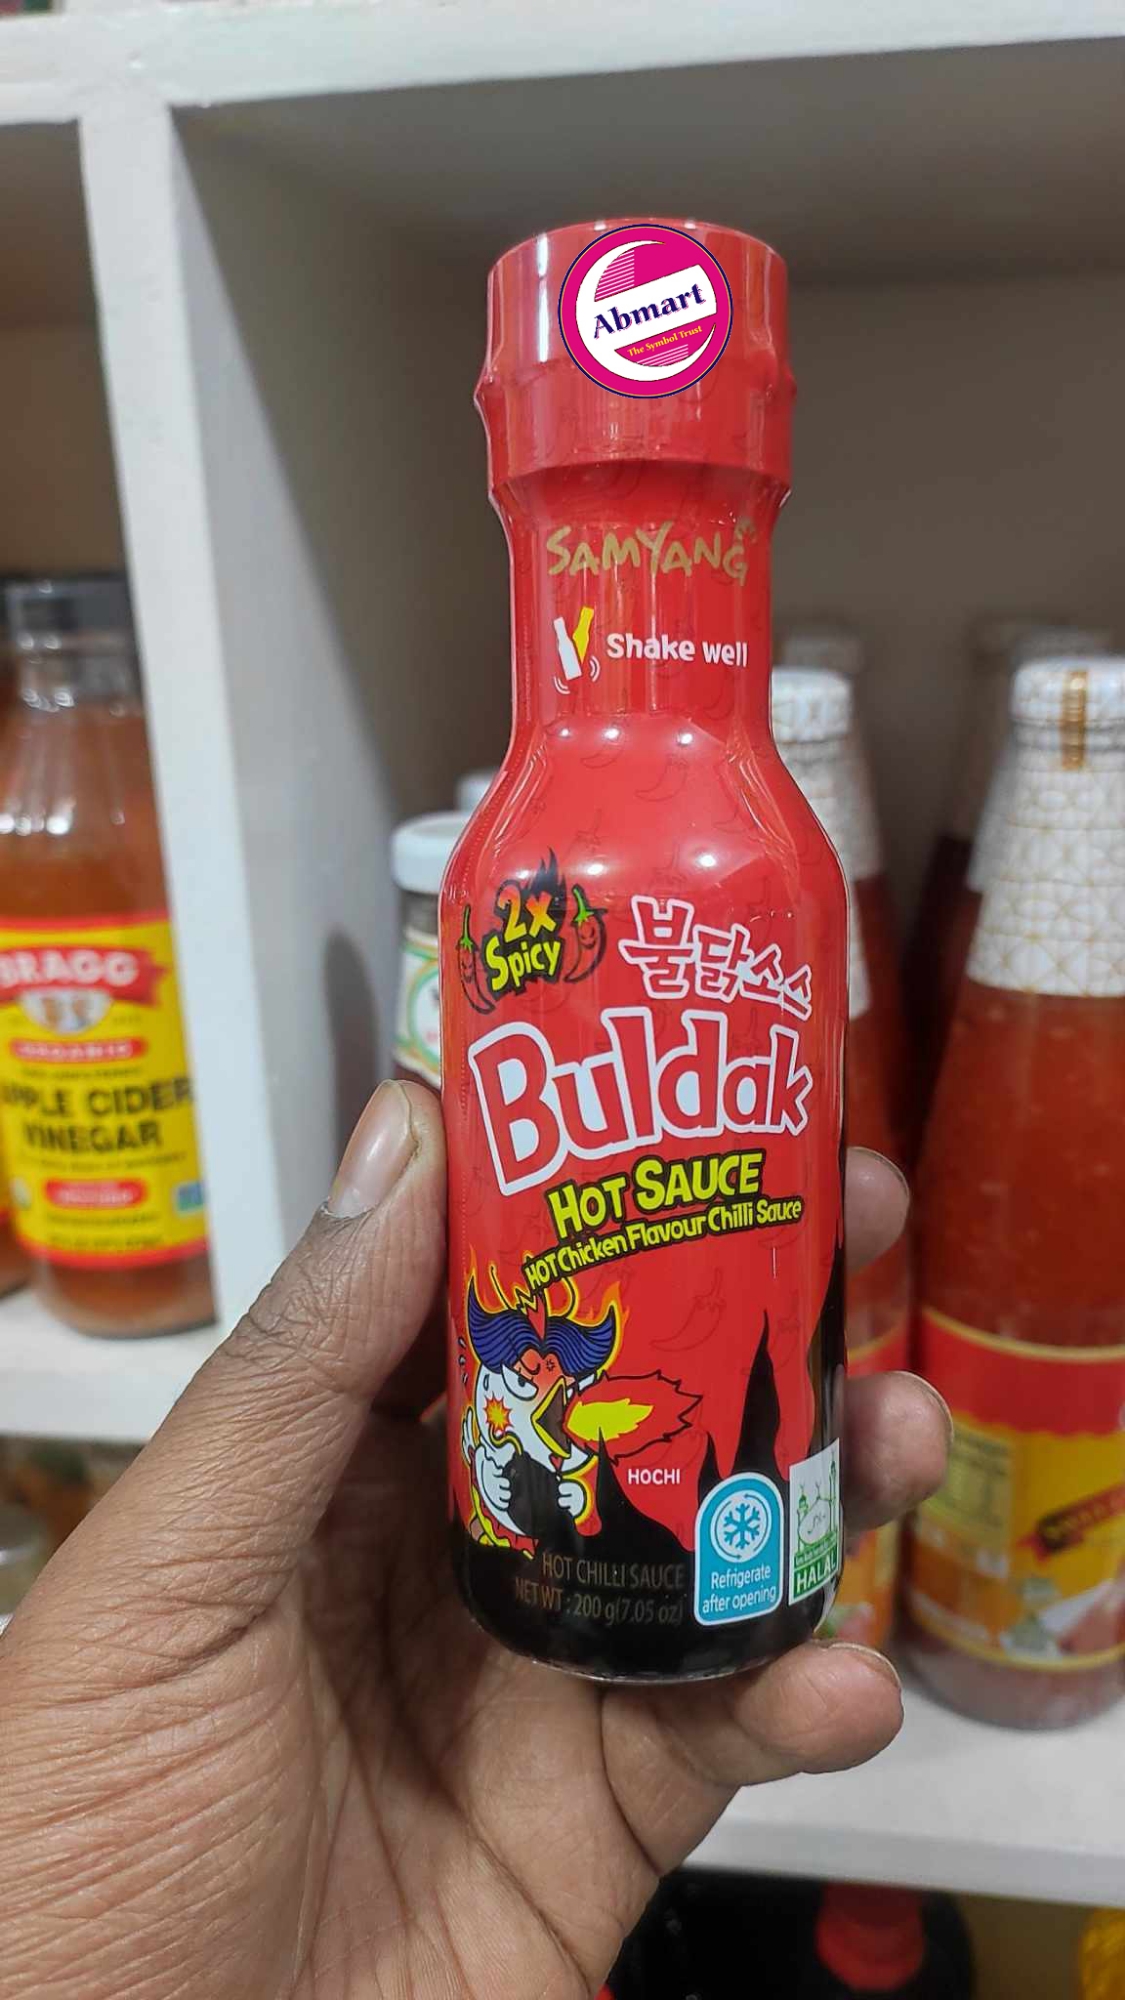 Abmart
The Symbol Trust
SAMYANG
Shake well
2x
Spicy
불닭소스
Buldak
HOT SAUCE
HOT Chicken Flavour Chilli Sauce
HOCHI
HOT CHILLI SAUCE
NET WT : 200 g(7.05 oz)
Refrigerate
after opening
HALAL
BRAGG
ORGANIC
APPLE CIDER
VINEGAR